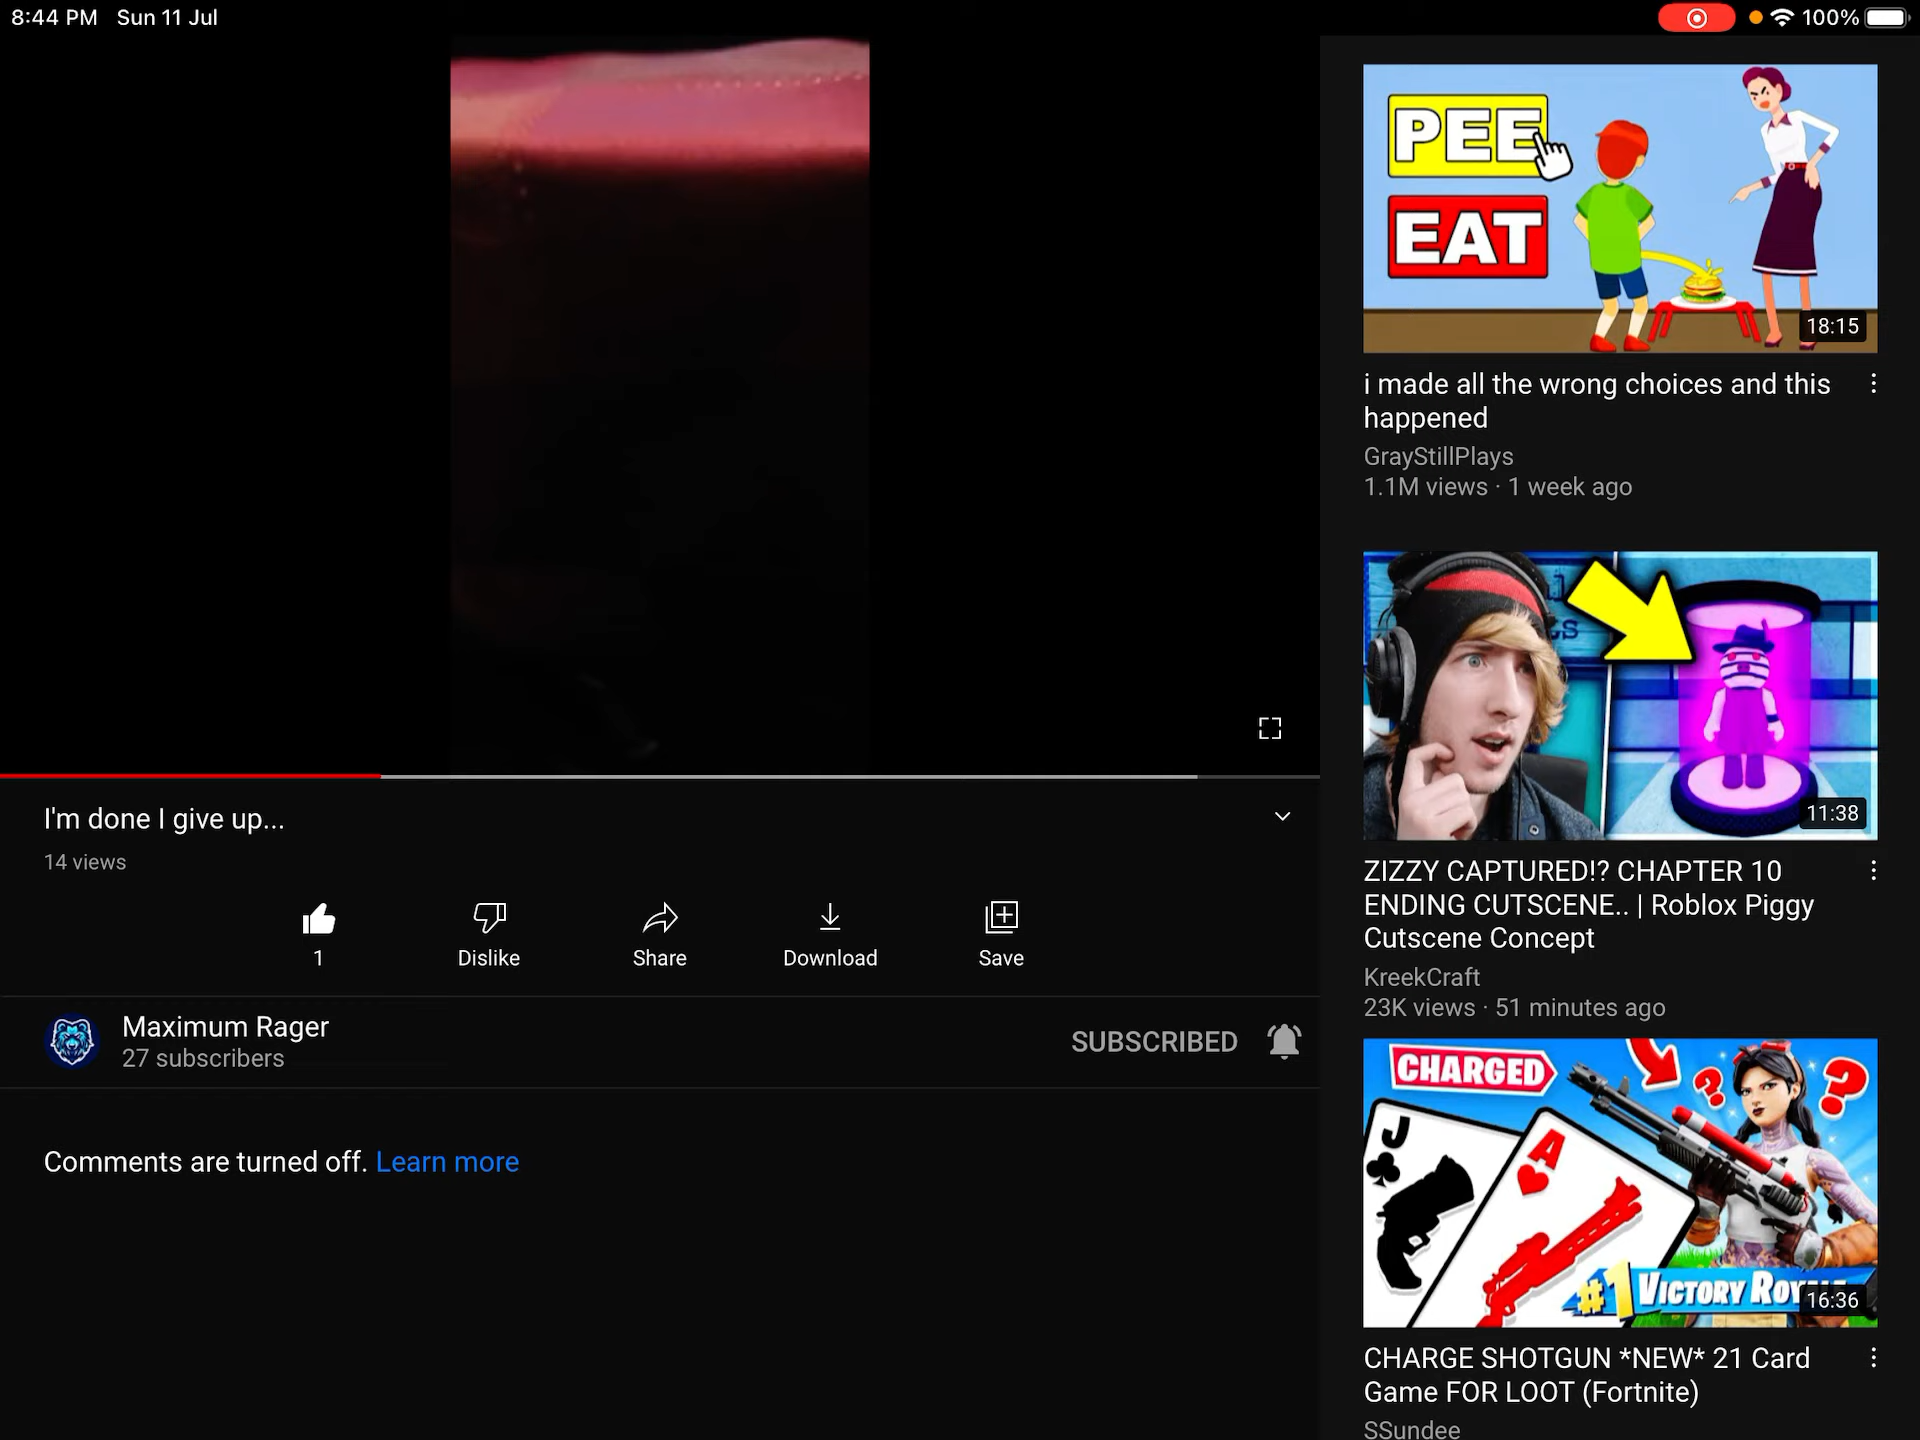 8:44 PM Sun 11 Jul
100%
I'm done I give up...
14 views
1
Dislike
Share
Download
Save
Maximum Rager
27 subscribers
SUBSCRIBED
Comments are turned off. Learn more
PEE
EAT
18:15
i made all the wrong choices and this
happened
GrayStillPlays
1.1M views · 1 week ago
11:38
ZIZZY CAPTURED!? CHAPTER 10
ENDING CUTSCENE.. | Roblox Piggy
Cutscene Concept
KreekCraft
23K views · 51 minutes ago
CHARGED
?
?
J
A
#1 VICTORY ROY
16:36
CHARGE SHOTGUN *NEW* 21 Card
Game FOR LOOT (Fortnite)
SSundee